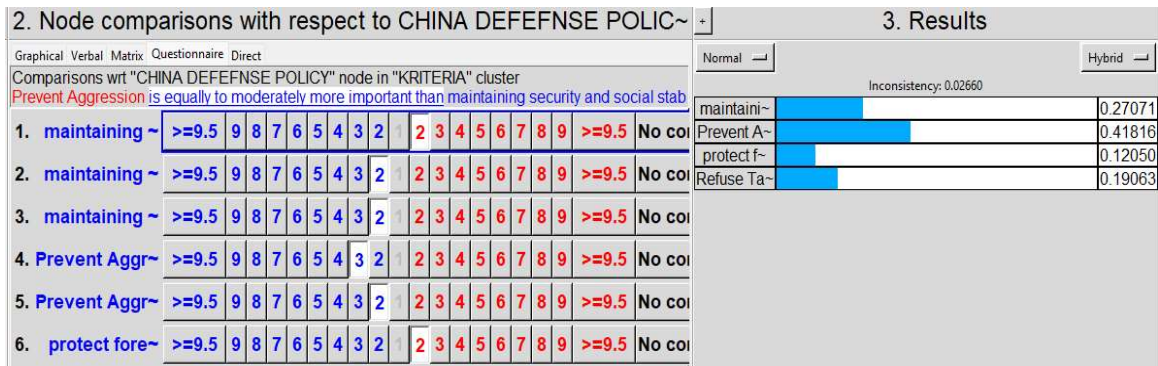 2. Node comparisons with respect to CHINA DEFEFNSE POLIC~
Graphical Verbal Matrix Questionnaire Direct
Comparisons wrt "CHINA DEFEFNSE POLICY" node in "KRITERIA" cluster
Prevent Aggression is equally to moderately more important than maintaining security and social stab
1. maintaining ~ >=9.5 9 8 7 6 5 4 3 2 1 2 3 4 5 6 7 8 9 >=9.5 No co
2. maintaining ~ >=9.5 9 8 7 6 5 4 3 2 1 2 3 4 5 6 7 8 9 >=9.5 No co
3. maintaining ~ >=9.5 9 8 7 6 5 4 3 2 1 2 3 4 5 6 7 8 9 >=9.5 No co
4. Prevent Aggr~ >=9.5 9 8 7 6 5 4 3 2 1 2 3 4 5 6 7 8 9 >=9.5 No co
5. Prevent Aggr~ >=9.5 9 8 7 6 5 4 3 2 1 2 3 4 5 6 7 8 9 >=9.5 No co
6. protect fore~ >=9.5 9 8 7 6 5 4 3 2 1 2 3 4 5 6 7 8 9 >=9.5 No co
+ 3. Results
Normal Hybrid
Inconsistency: 0.02660
maintaini~ 0.27071
Prevent A~ 0.41816
protect f~ 0.12050
Refuse Ta~ 0.19063